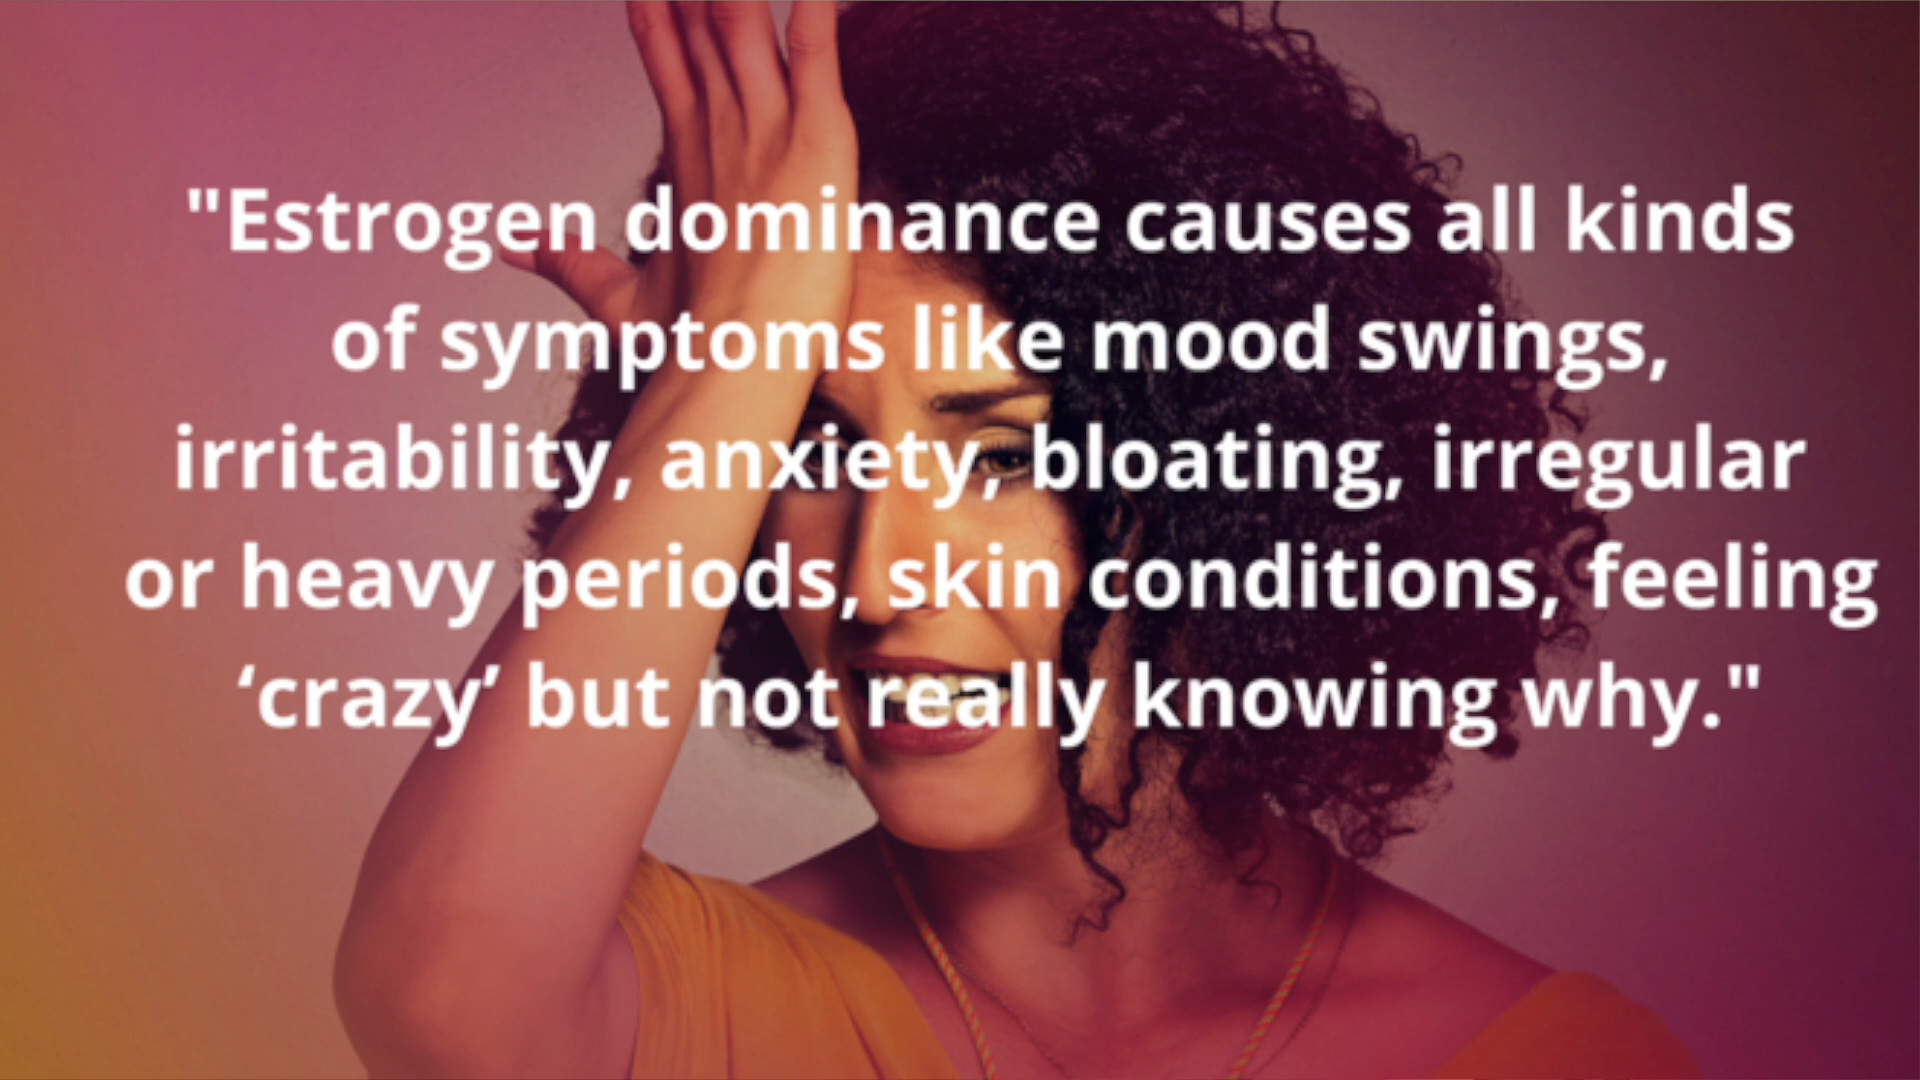 "Estrogen dominance causes all kinds
of symptoms like mood swings,
irritability, anxiety, bloating, irregular
or heavy periods, skin conditions, feeling
‘crazy’ but not really knowing why."